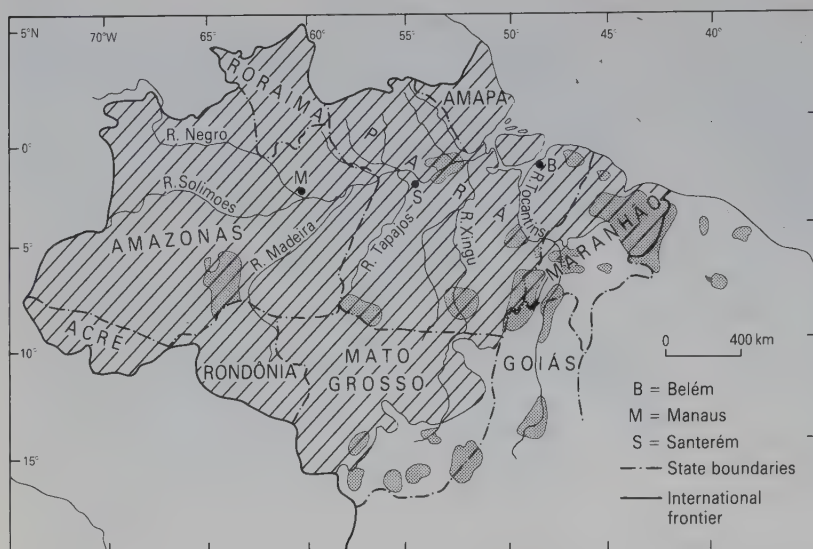 5°N
70°W
65°
60°
55°
50°
45°
40°
RORAIMA
AMAPA
R. Negro
PARA
0°
M
B
S
R. Solimoes
R. Tocantins
AMAZONAS
R. Madeira
R. Tapajos
R. Xingu
MARANHÃO
5°
ACRE
RONDÔNIA
MATO
GROSSO
GOIÁS
10°
0 400 km
B = Belém
M = Manaus
S = Santerém
State boundaries
International
frontier
15°